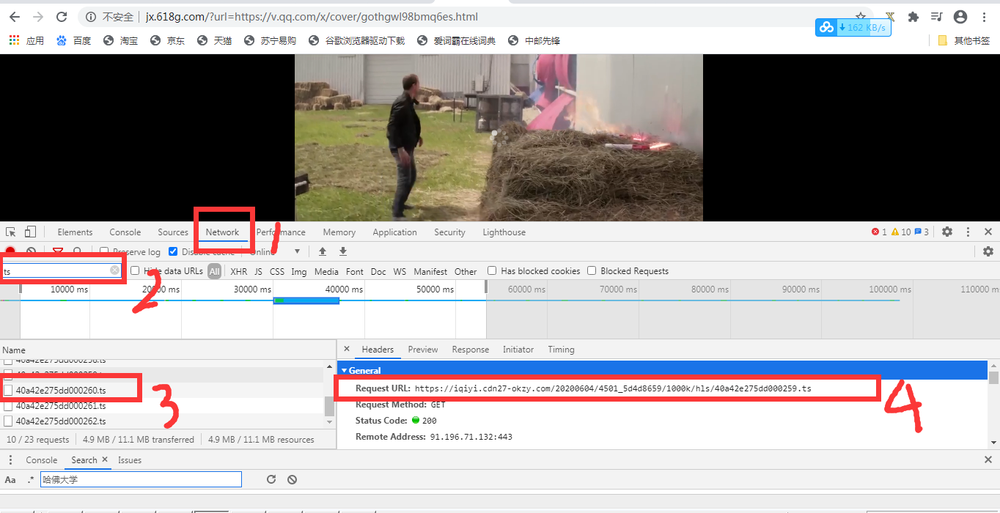 不安全 jx.618g.com/?url=https://v.qq.com/x/cover/gothgwl98bmq6es.html
162 KB/s
应用 百度 淘宝 京东 天猫 苏宁易购 谷歌浏览器驱动下载 爱词霸在线词典 中邮先锋 其他书签
Elements Console Sources Network Performance Memory Application Security Lighthouse 1 10 3
1
Preserve log Disable cache Online
ts Hide data URLs All XHR JS CSS Img Media Font Doc WS Manifest Other Has blocked cookies Blocked Requests
2
10000 ms 20000 ms 30000 ms 40000 ms 50000 ms 60000 ms 70000 ms 80000 ms 90000 ms 100000 ms 110000 ms
Name
40a42e275dd000258.ts
40a42e275dd000260.ts
40a42e275dd000261.ts
40a42e275dd000262.ts
3
10 / 23 requests 4.9 MB / 11.1 MB transferred 4.9 MB / 11.1 MB resources
Headers Preview Response Initiator Timing
General
Request URL: https://iqiyi.cdn27-okzy.com/20200604/4501_5d4d8659/1000k/hls/40a42e275dd000259.ts
4
Request Method: GET
Status Code: 200
Remote Address: 91.196.71.132:443
Console Search Issues
Aa .* 哈佛大学